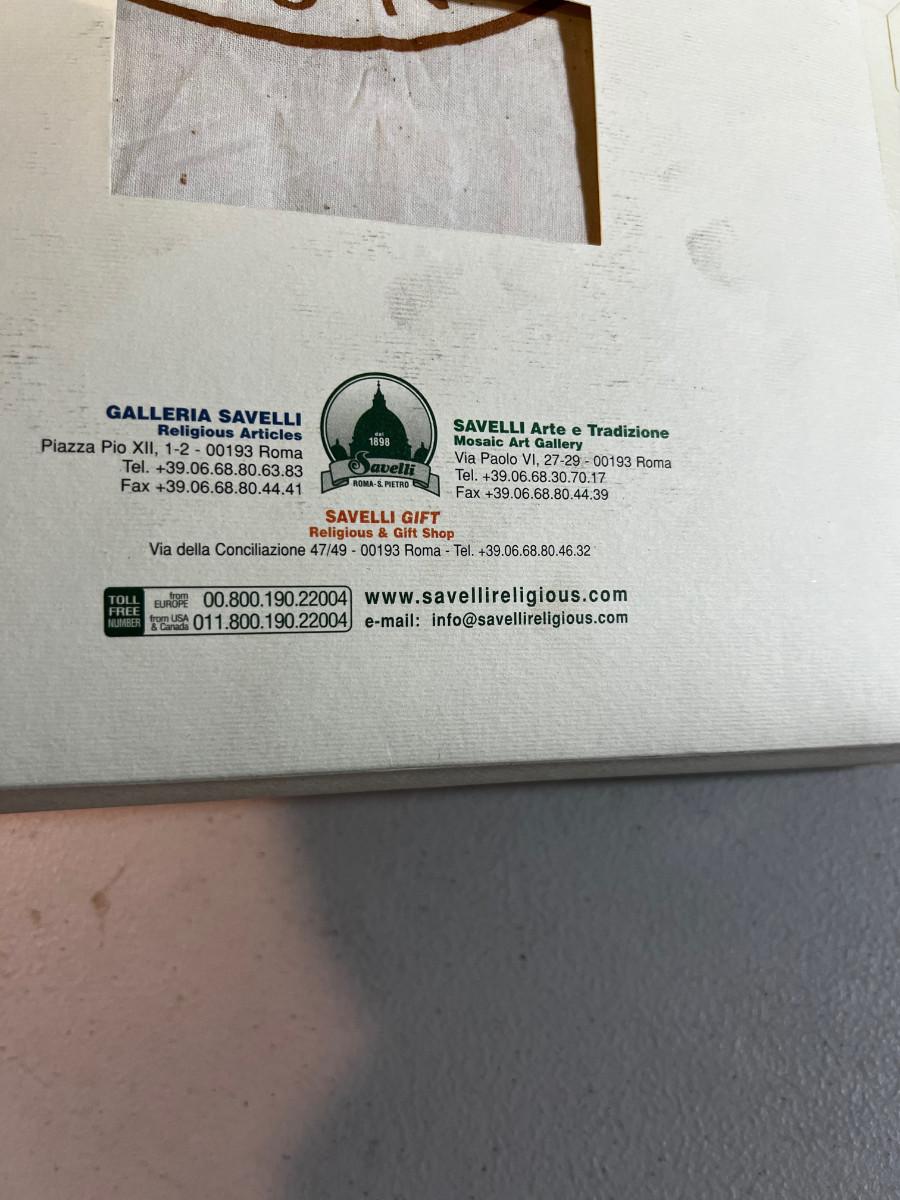 GALLERIA SAVELLI
Religious Articles
Piazza Pio XII, 1-2 - 00193 Roma
Tel. +39.06.68.80.63.83
Fax +39.06.68.80.44.41
dal
1898
Savelli
ROMA-S. PIETRO
SAVELLI Arte e Tradizione
Mosaic Art Gallery
Via Paolo VI, 27-29 - 00193 Roma
Tel. +39.06.68.30.70.17
Fax +39.06.68.80.44.39
SAVELLI GIFT
Religious & Gift Shop
Via della Conciliazione 47/49 - 00193 Roma - Tel. +39.06.68.80.46.32
TOLL
FREE
NUMBER
from
EUROPE 00.800.190.22004
from USA
& Canada 011.800.190.22004
www.savellireligious.com
e-mail: info@savellireligious.com